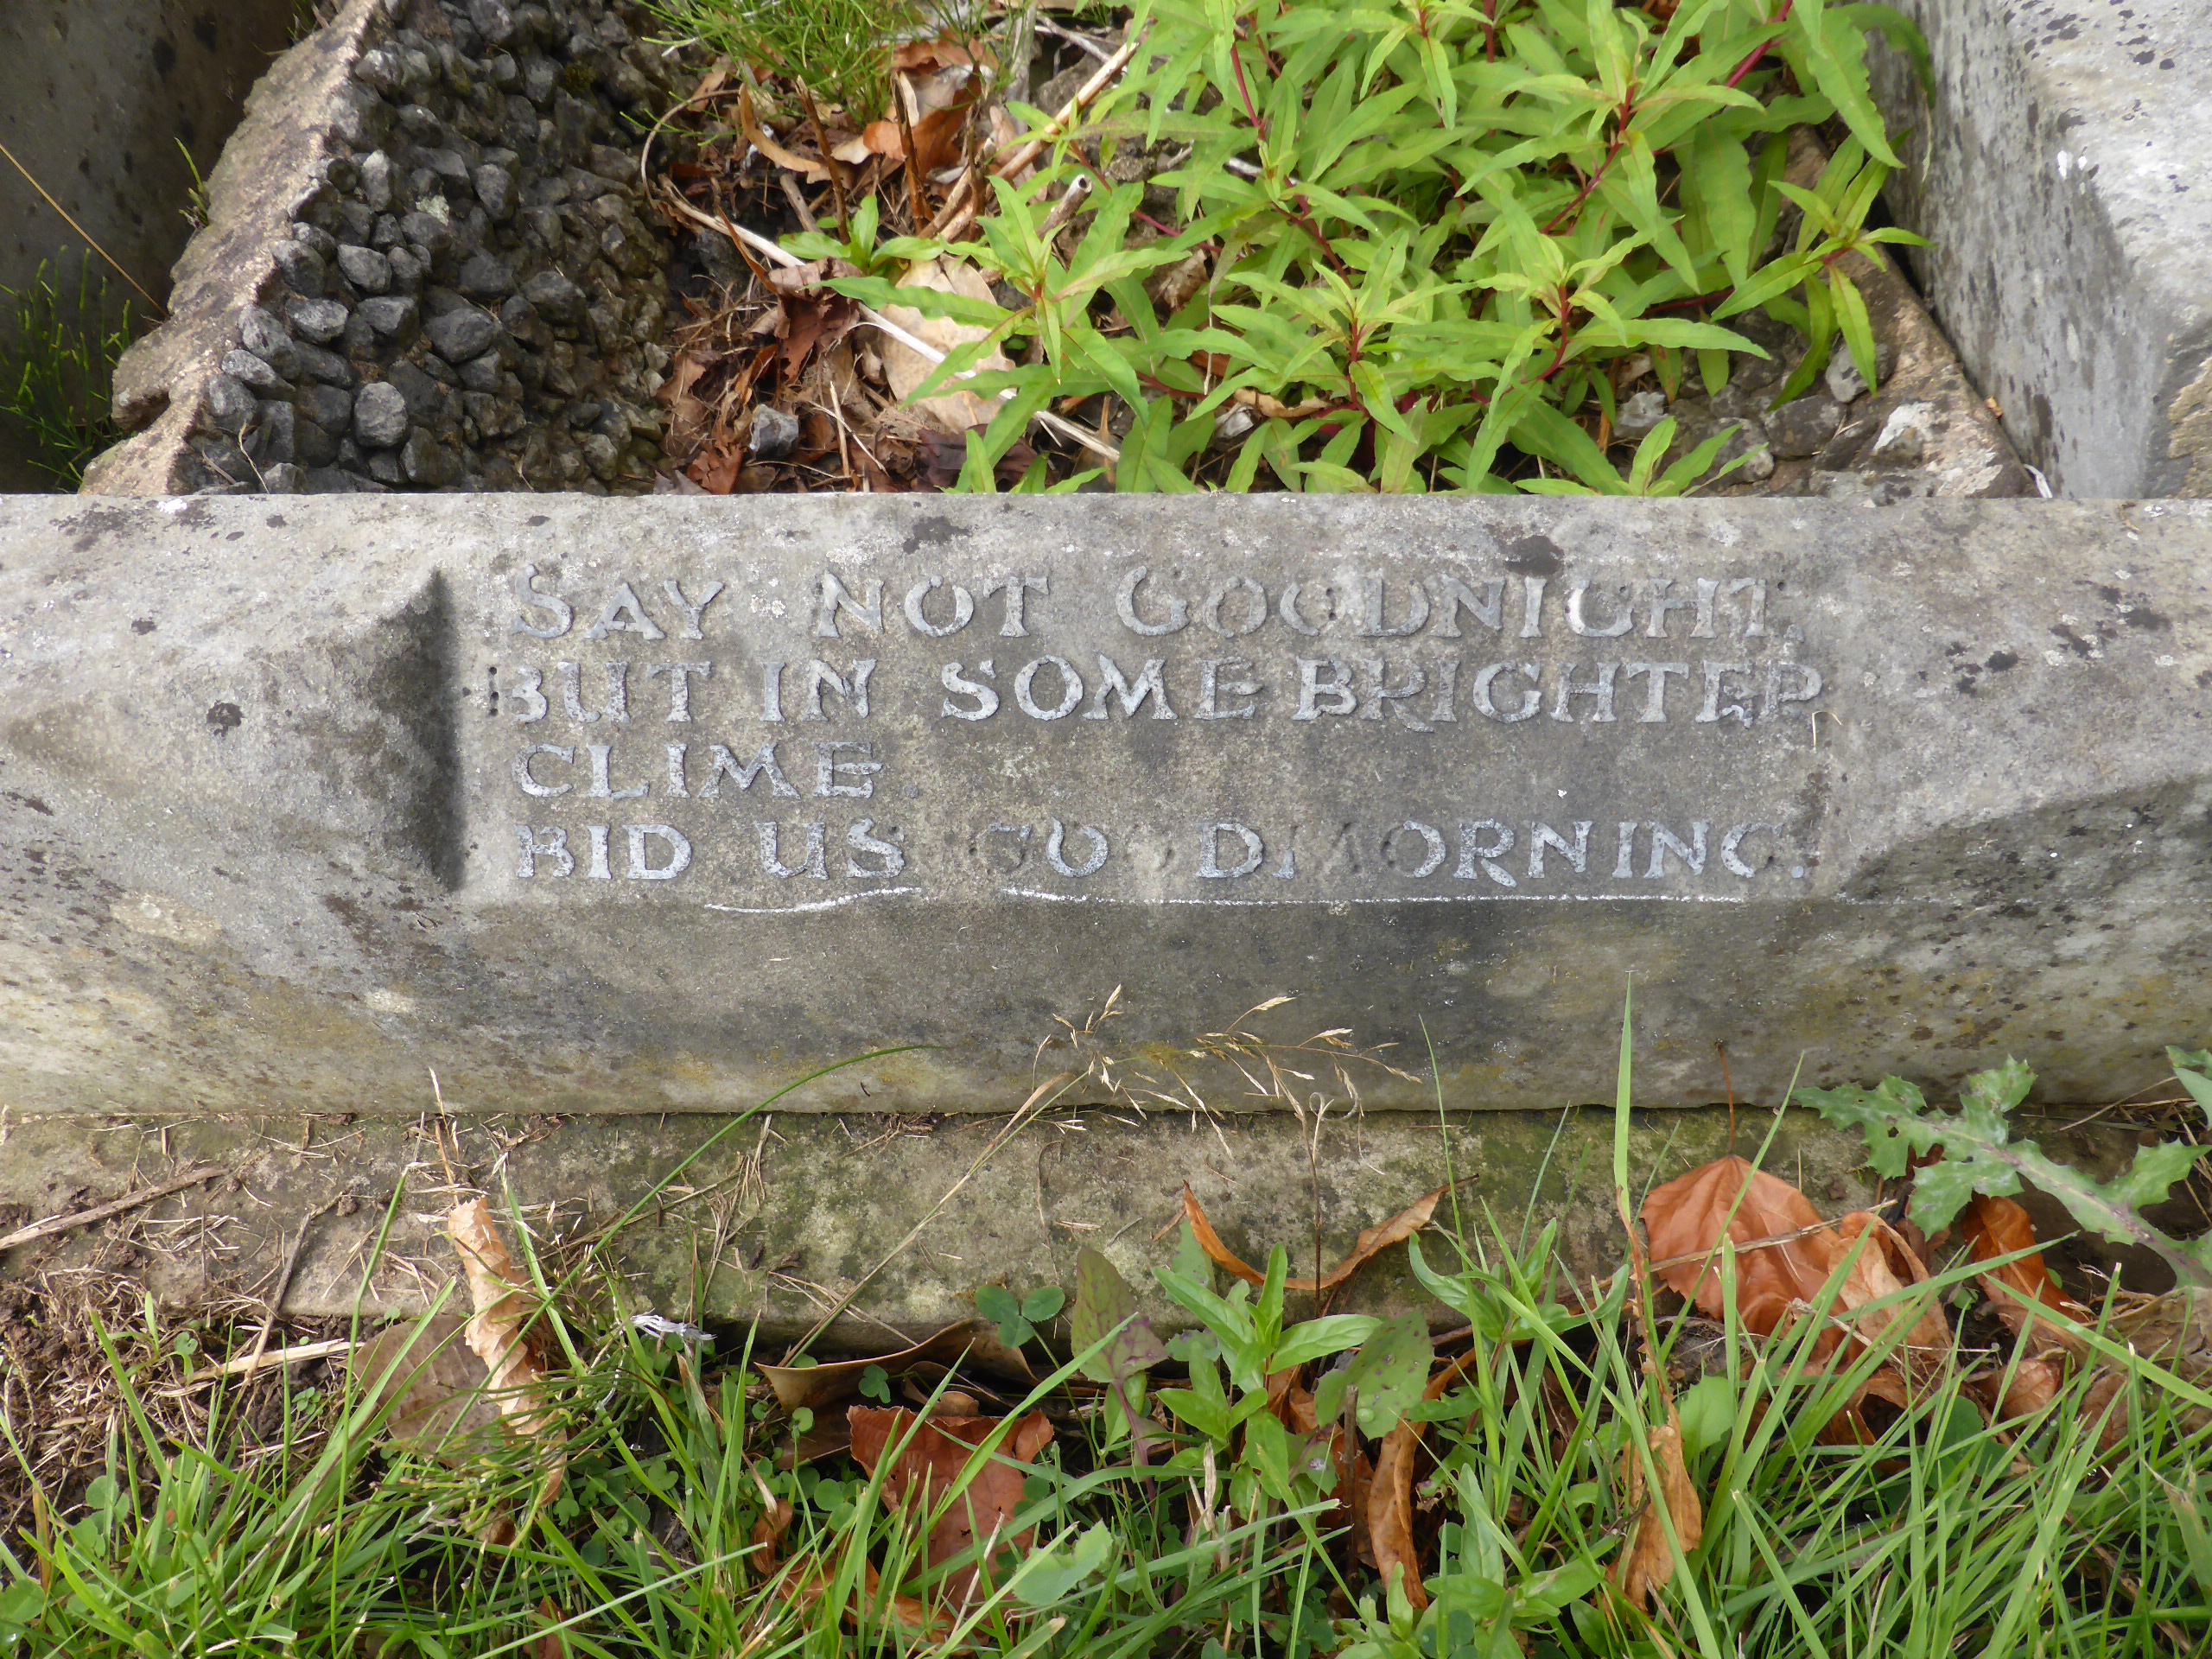 SAY NOT GOODNIGHT,
BUT IN SOME BRIGHTER
CLIME
BID US GOOD MORNING.